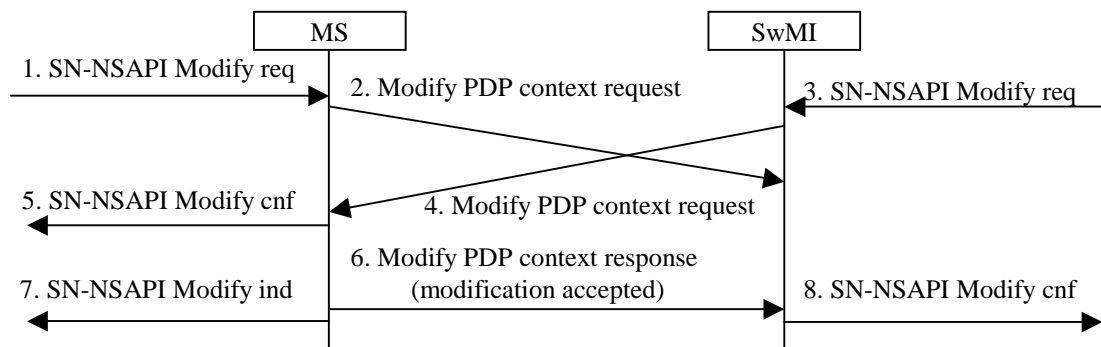 MS
SwMI
1. SN-NSAPI Modify req
2. Modify PDP context request
3. SN-NSAPI Modify req
5. SN-NSAPI Modify cnf
4. Modify PDP context request
6. Modify PDP context response
(modification accepted)
7. SN-NSAPI Modify ind
8. SN-NSAPI Modify cnf